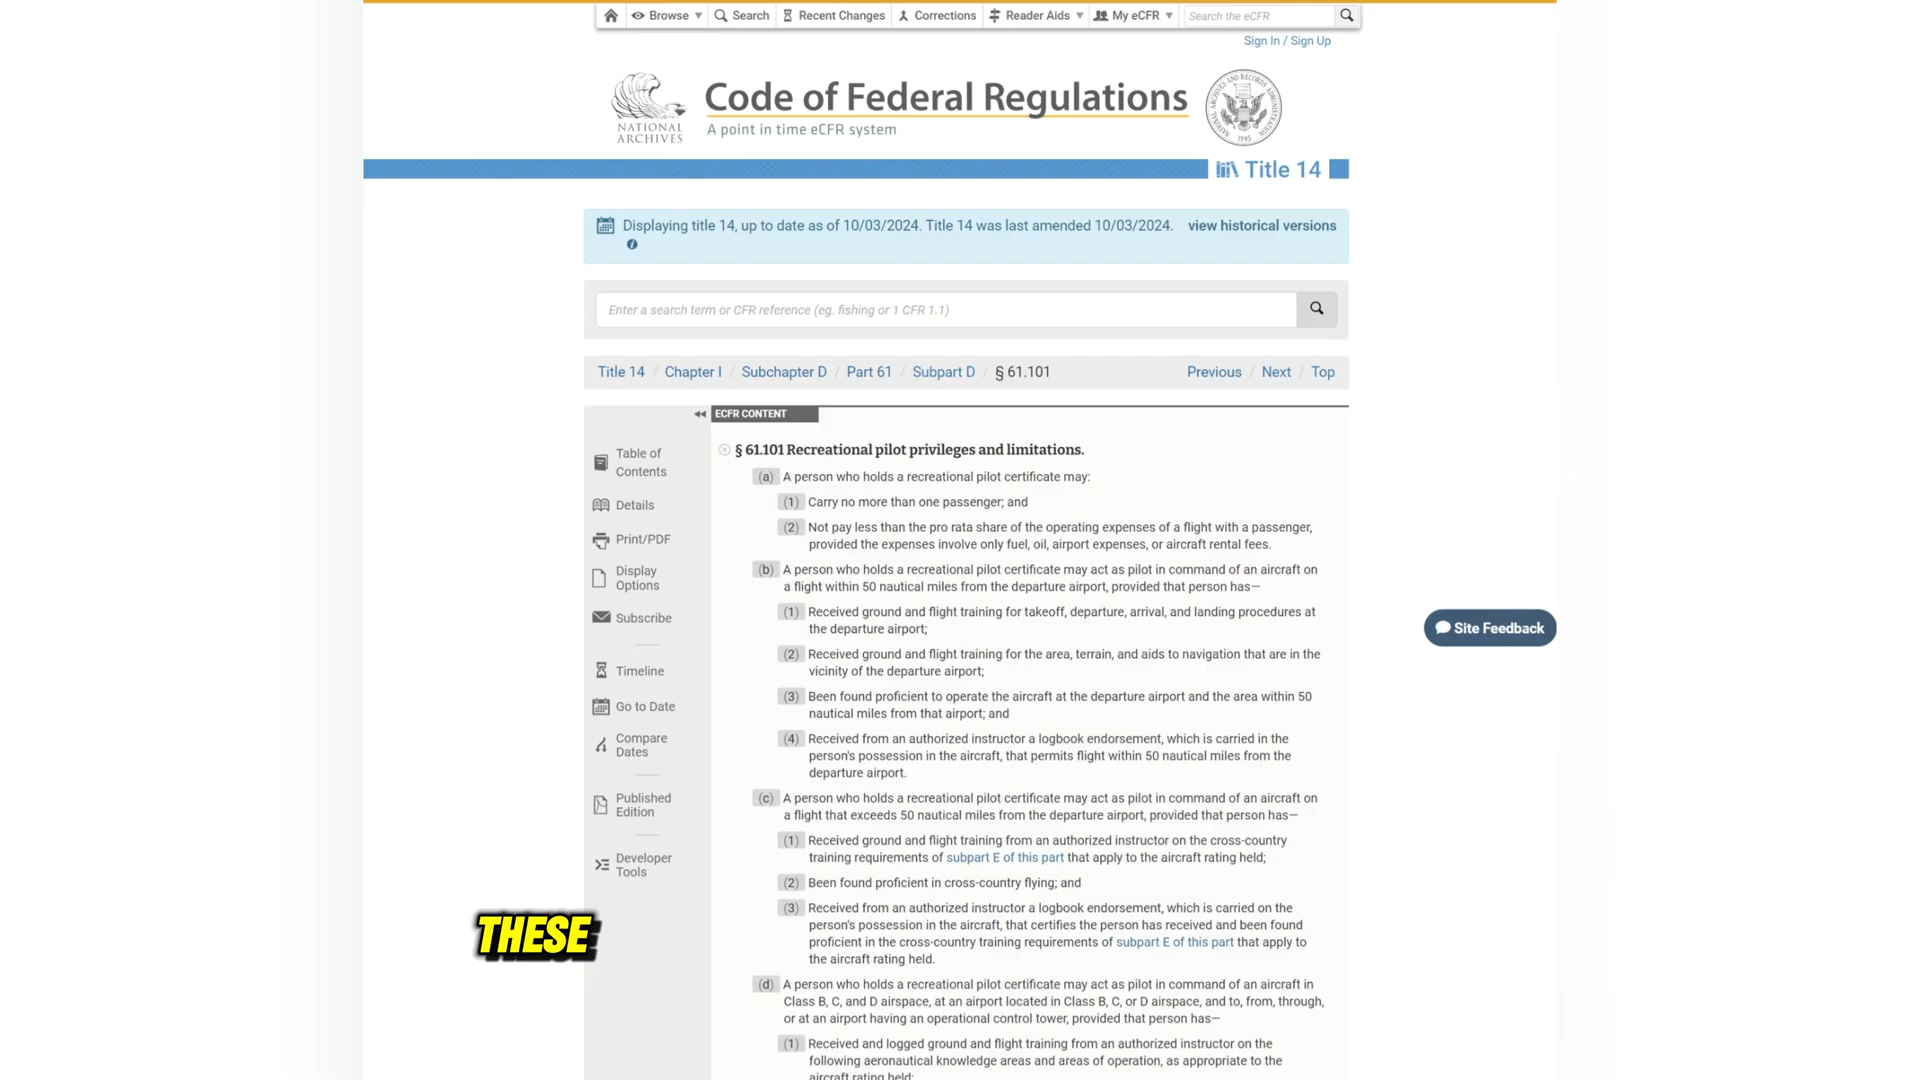 Browse
Search
Recent Changes
Corrections
Reader Aids
My eCFR
Search the eCFR
Sign In / Sign Up
NATIONAL
ARCHIVES
Code of Federal Regulations
A point in time eCFR system
NATIONAL ARCHIVES AND RECORDS ADMINISTRATION
1985
Title 14
Displaying title 14, up to date as of 10/03/2024. Title 14 was last amended 10/03/2024.
view historical versions
Enter a search term or CFR reference (eg. fishing or 1 CFR 1.1)
Title 14 / Chapter I / Subchapter D / Part 61 / Subpart D / § 61.101
Previous / Next / Top
ECFR CONTENT
Table of
Contents
Details
Print/PDF
Display
Options
Subscribe
Timeline
Go to Date
Compare
Dates
Published
Edition
Developer
Tools
§ 61.101 Recreational pilot privileges and limitations.
(a) A person who holds a recreational pilot certificate may:
(1) Carry no more than one passenger; and
(2) Not pay less than the pro rata share of the operating expenses of a flight with a passenger,
provided the expenses involve only fuel, oil, airport expenses, or aircraft rental fees.
(b) A person who holds a recreational pilot certificate may act as pilot in command of an aircraft on
a flight within 50 nautical miles from the departure airport, provided that person has—
(1) Received ground and flight training for takeoff, departure, arrival, and landing procedures at
the departure airport;
(2) Received ground and flight training for the area, terrain, and aids to navigation that are in the
vicinity of the departure airport;
(3) Been found proficient to operate the aircraft at the departure airport and the area within 50
nautical miles from that airport; and
(4) Received from an authorized instructor a logbook endorsement, which is carried in the
person's possession in the aircraft, that permits flight within 50 nautical miles from the
departure airport.
(c) A person who holds a recreational pilot certificate may act as pilot in command of an aircraft on
a flight that exceeds 50 nautical miles from the departure airport, provided that person has—
(1) Received ground and flight training from an authorized instructor on the cross-country
training requirements of subpart E of this part that apply to the aircraft rating held;
(2) Been found proficient in cross-country flying; and
(3) Received from an authorized instructor a logbook endorsement, which is carried on the
person's possession in the aircraft, that certifies the person has received and been found
proficient in the cross-country training requirements of subpart E of this part that apply to
the aircraft rating held.
(d) A person who holds a recreational pilot certificate may act as pilot in command of an aircraft in
Class B, C, and D airspace, at an airport located in Class B, C, or D airspace, and to, from, through,
or at an airport having an operational control tower, provided that person has—
(1) Received and logged ground and flight training from an authorized instructor on the
following aeronautical knowledge areas and areas of operation, as appropriate to the
aircraft rating held:
Site Feedback
THESE